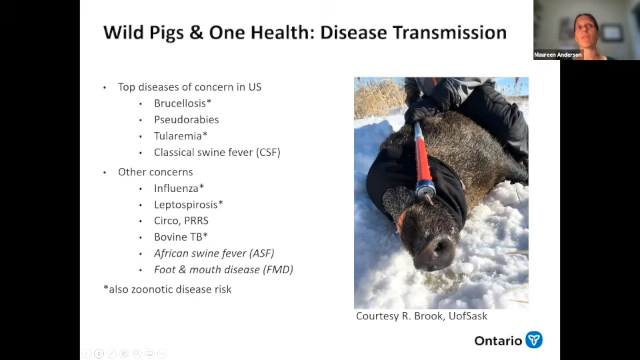 Wild Pigs & One Health: Disease Transmission
Maureen Anderson
• Top diseases of concern in US
• Brucellosis*
• Pseudorabies
• Tularemia*
• Classical swine fever (CSF)
• Other concerns
• Influenza*
• Leptospirosis*
• Circo, PRRS
• Bovine TB*
• African swine fever (ASF)
• Foot & mouth disease (FMD)
*also zoonotic disease risk
Courtesy R. Brook, UofSask
Ontario